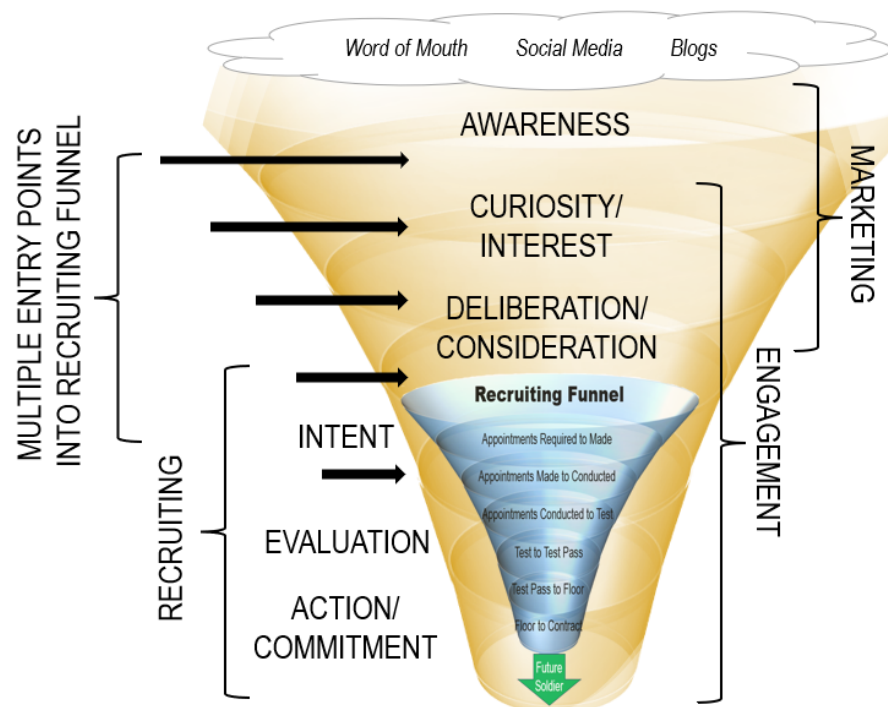 Word of Mouth Social Media Blogs
AWARENESS
CURIOSITY/
INTEREST
DELIBERATION/
CONSIDERATION
MARKETING
ENGAGEMENT
MULTIPLE ENTRY POINTS
INTO RECRUITING FUNNEL
RECRUITING
INTENT
EVALUATION
ACTION/
COMMITMENT
Recruiting Funnel
Appointments Required to Made
Appointments Made to Conducted
Appointments Conducted to Test
Test to Test Pass
Test Pass to Floor
Floor to Contract
Future
Soldier